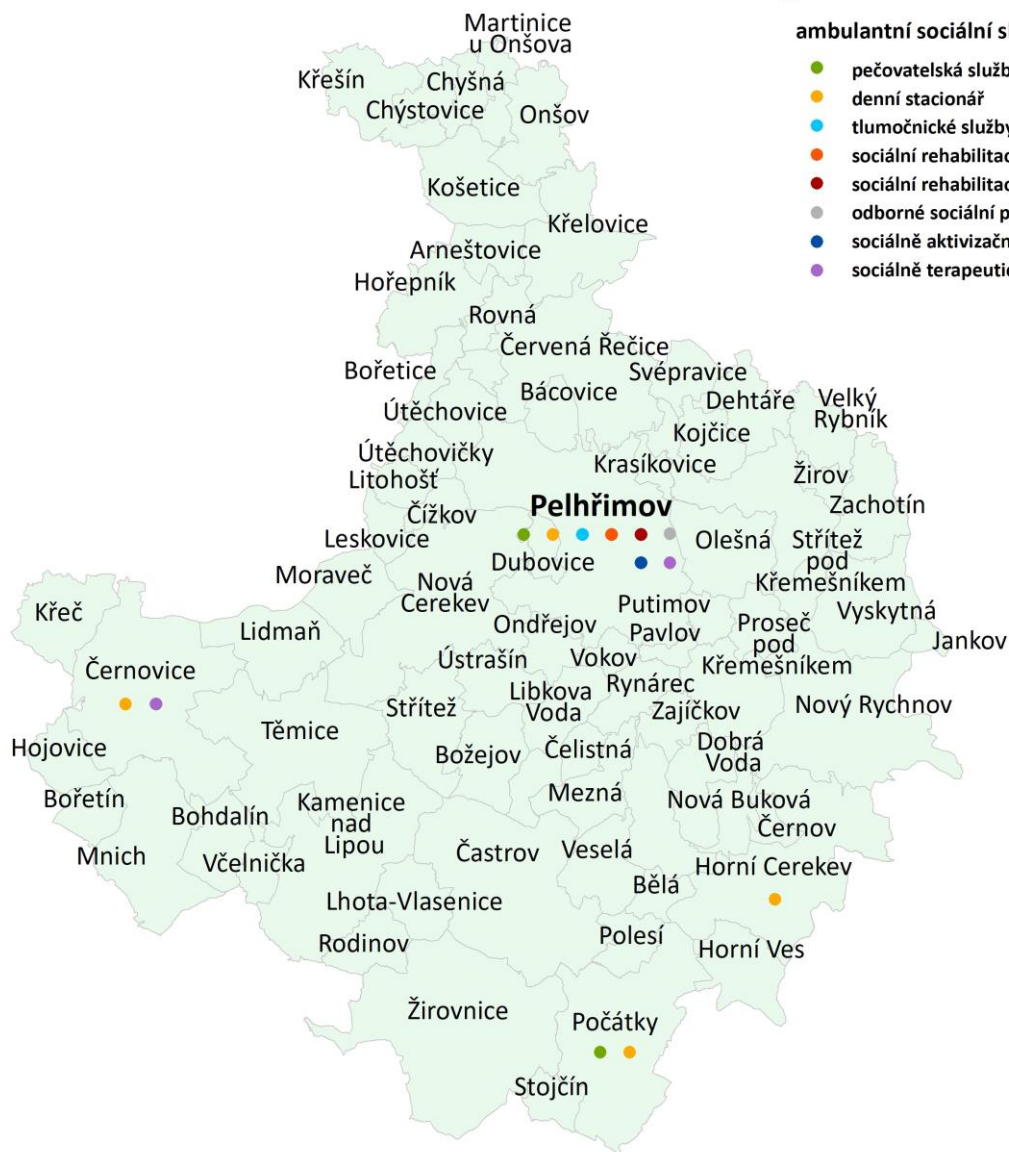 Martinice
u Onšova
ambulantní sociální sl
pečovatelská služb
denní stacionář
tlumočnické služby
sociální rehabilitac
sociální rehabilitac
odborné sociální p
sociálně aktivizačn
sociálně terapeutic
Křešín
Chyšná
Chýstovice
Onšov
Košetice
Křelovice
Arneštovice
Hořepník
Rovná
Červená Řečice
Bořetice
Svépravice
Bácovice
Dehtáře
Velký
Rybník
Útěchovice
Kojčice
Útěchovičky
Krasíkovice
Litohošť
Žirov
Pelhřimov
Zachotín
Čížkov
Leskovice
Olešná
Střítež
pod
Křemešníkem
Dubovice
Moraveč
Nová
Cerekev
Křeč
Putimov
Vyskytná
Lidmaň
Ondřejov
Pavlov
Proseč
pod
Křemešníkem
Jankov
Černovice
Ústrašín
Vokov
Rynárec
Libkova
Voda
Střítež
Zajíčkov
Nový Rychnov
Těmice
Hojovice
Božejov
Čelistná
Dobrá
Voda
Bořetín
Bohdalín
Kamenice
nad
Lipou
Mezná
Nová Buková
Černov
Mnich
Včelnička
Častrov
Veselá
Horní Cerekev
Bělá
Lhota-Vlasenice
Rodinov
Polesí
Horní Ves
Žirovnice
Počátky
Stojčín